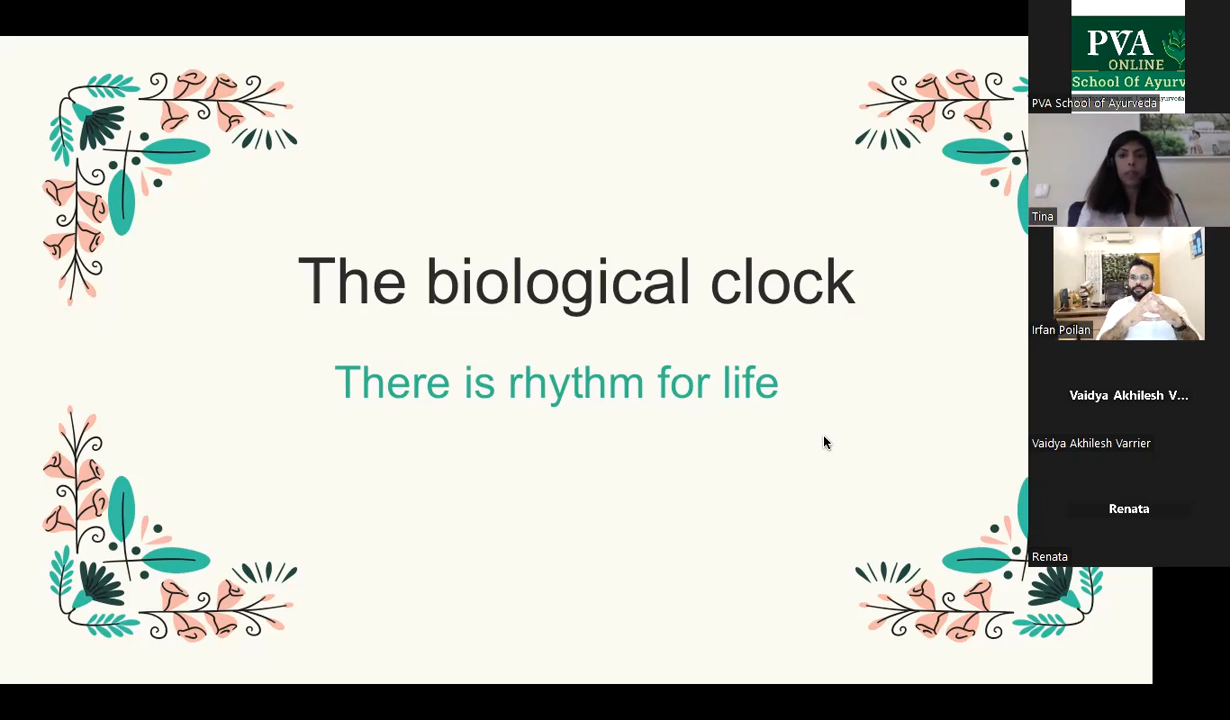 The biological clock
There is rhythm for life
PVA
ONLINE
School Of Ayurv
PVA School of Ayurveda
Tina
Irfan Poilan
Vaidya Akhilesh V...
Vaidya Akhilesh Varrier
Renata
Renata